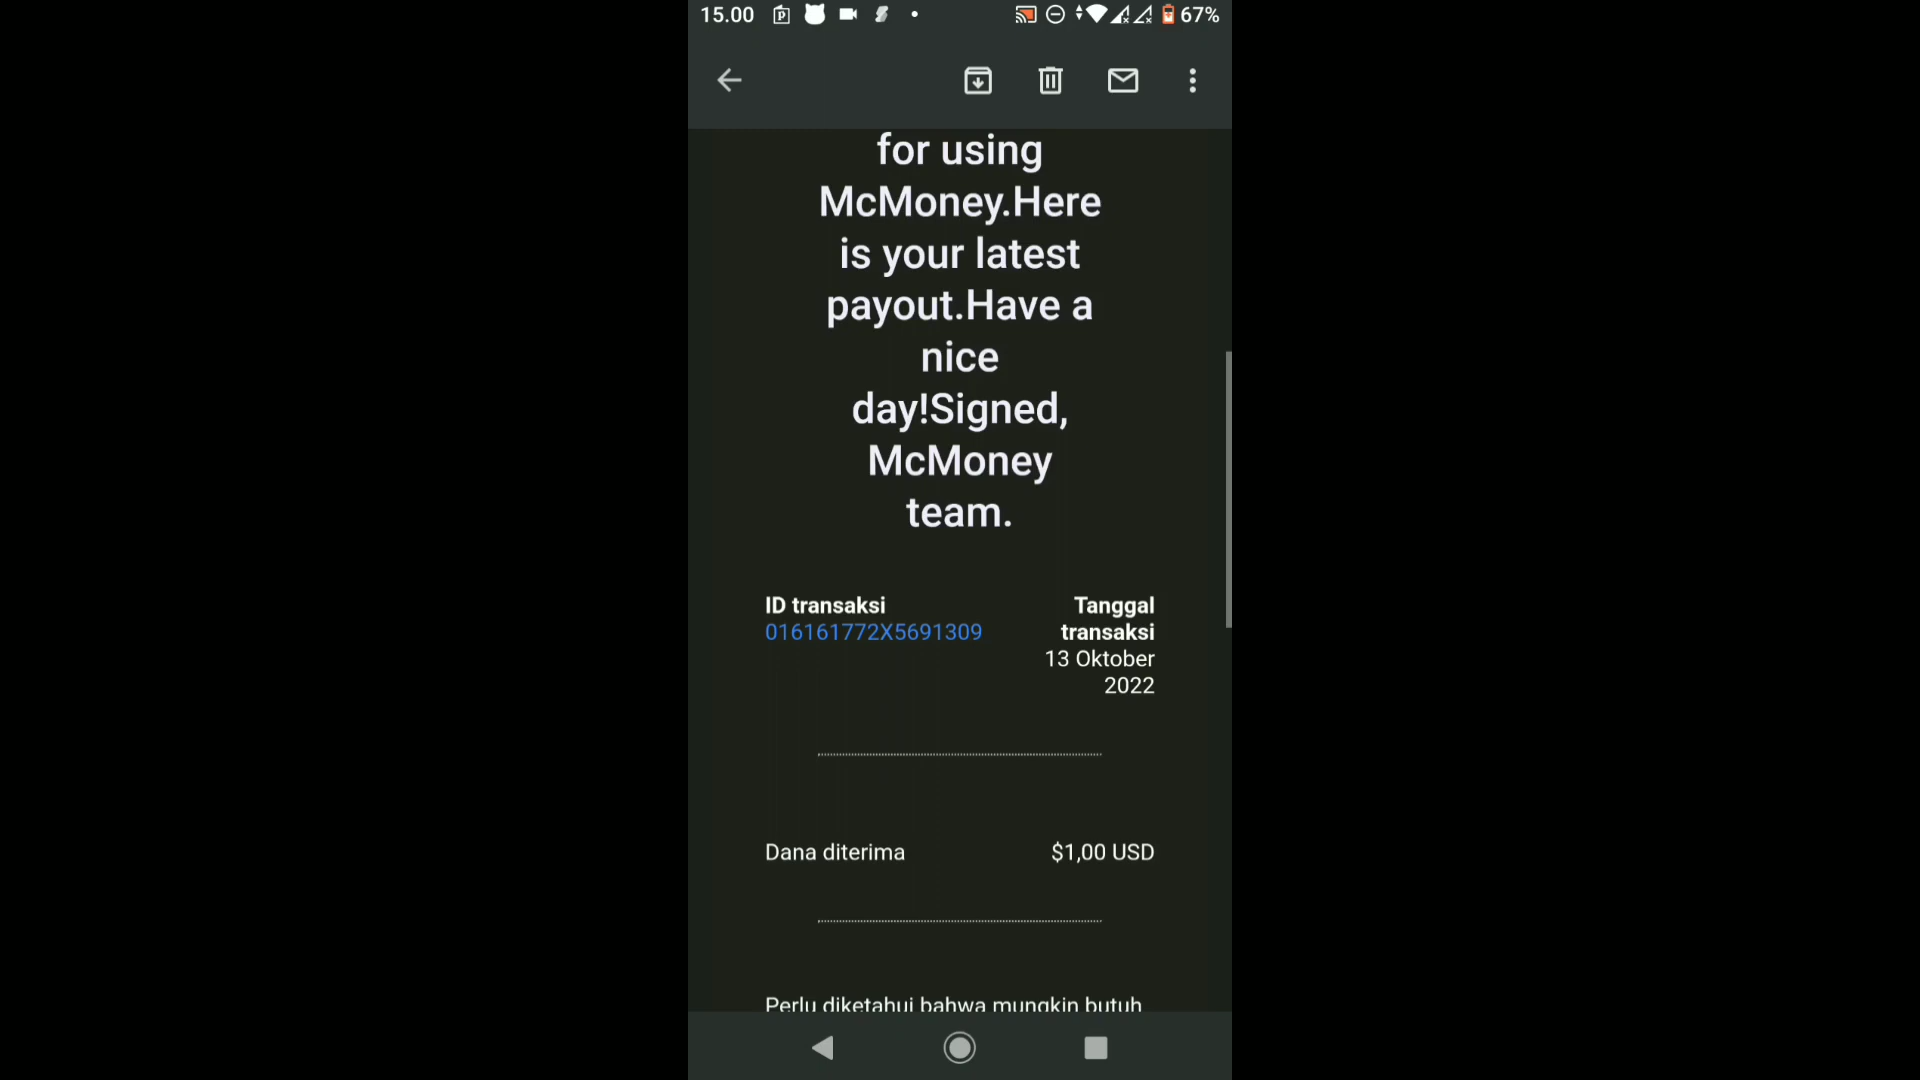 15.00
67%
for using
McMoney.Here
is your latest
payout.Have a
nice
day!Signed,
McMoney
team.
ID transaksi
016161772X5691309
Tanggal
transaksi
13 Oktober
2022
Dana diterima
$1,00 USD
Perlu diketahui bahwa mungkin butuh